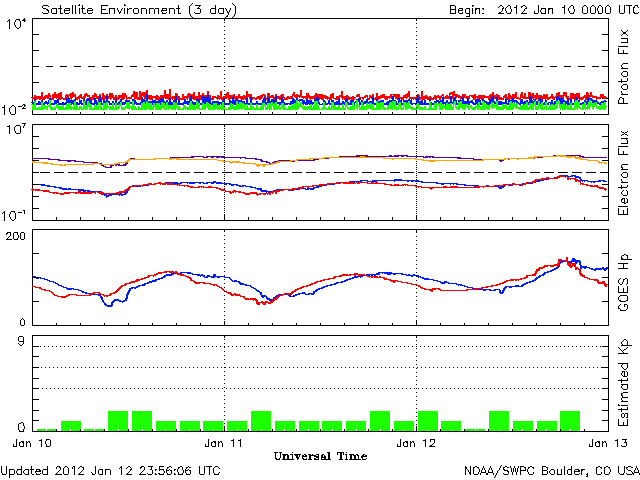 Satellite Environment (3 day) Begin: 2012 Jan 10 0000 UTC
10⁴
10⁻²
Proton Flux
10⁷
10⁻¹
Electron Flux
200
0
GOES Hp
9
0
Estimated Kp
Jan 10 Jan 11 Jan 12 Jan 13
Universal Time
Updated 2012 Jan 12 23:56:06 UTC NOAA/SWPC Boulder, CO USA